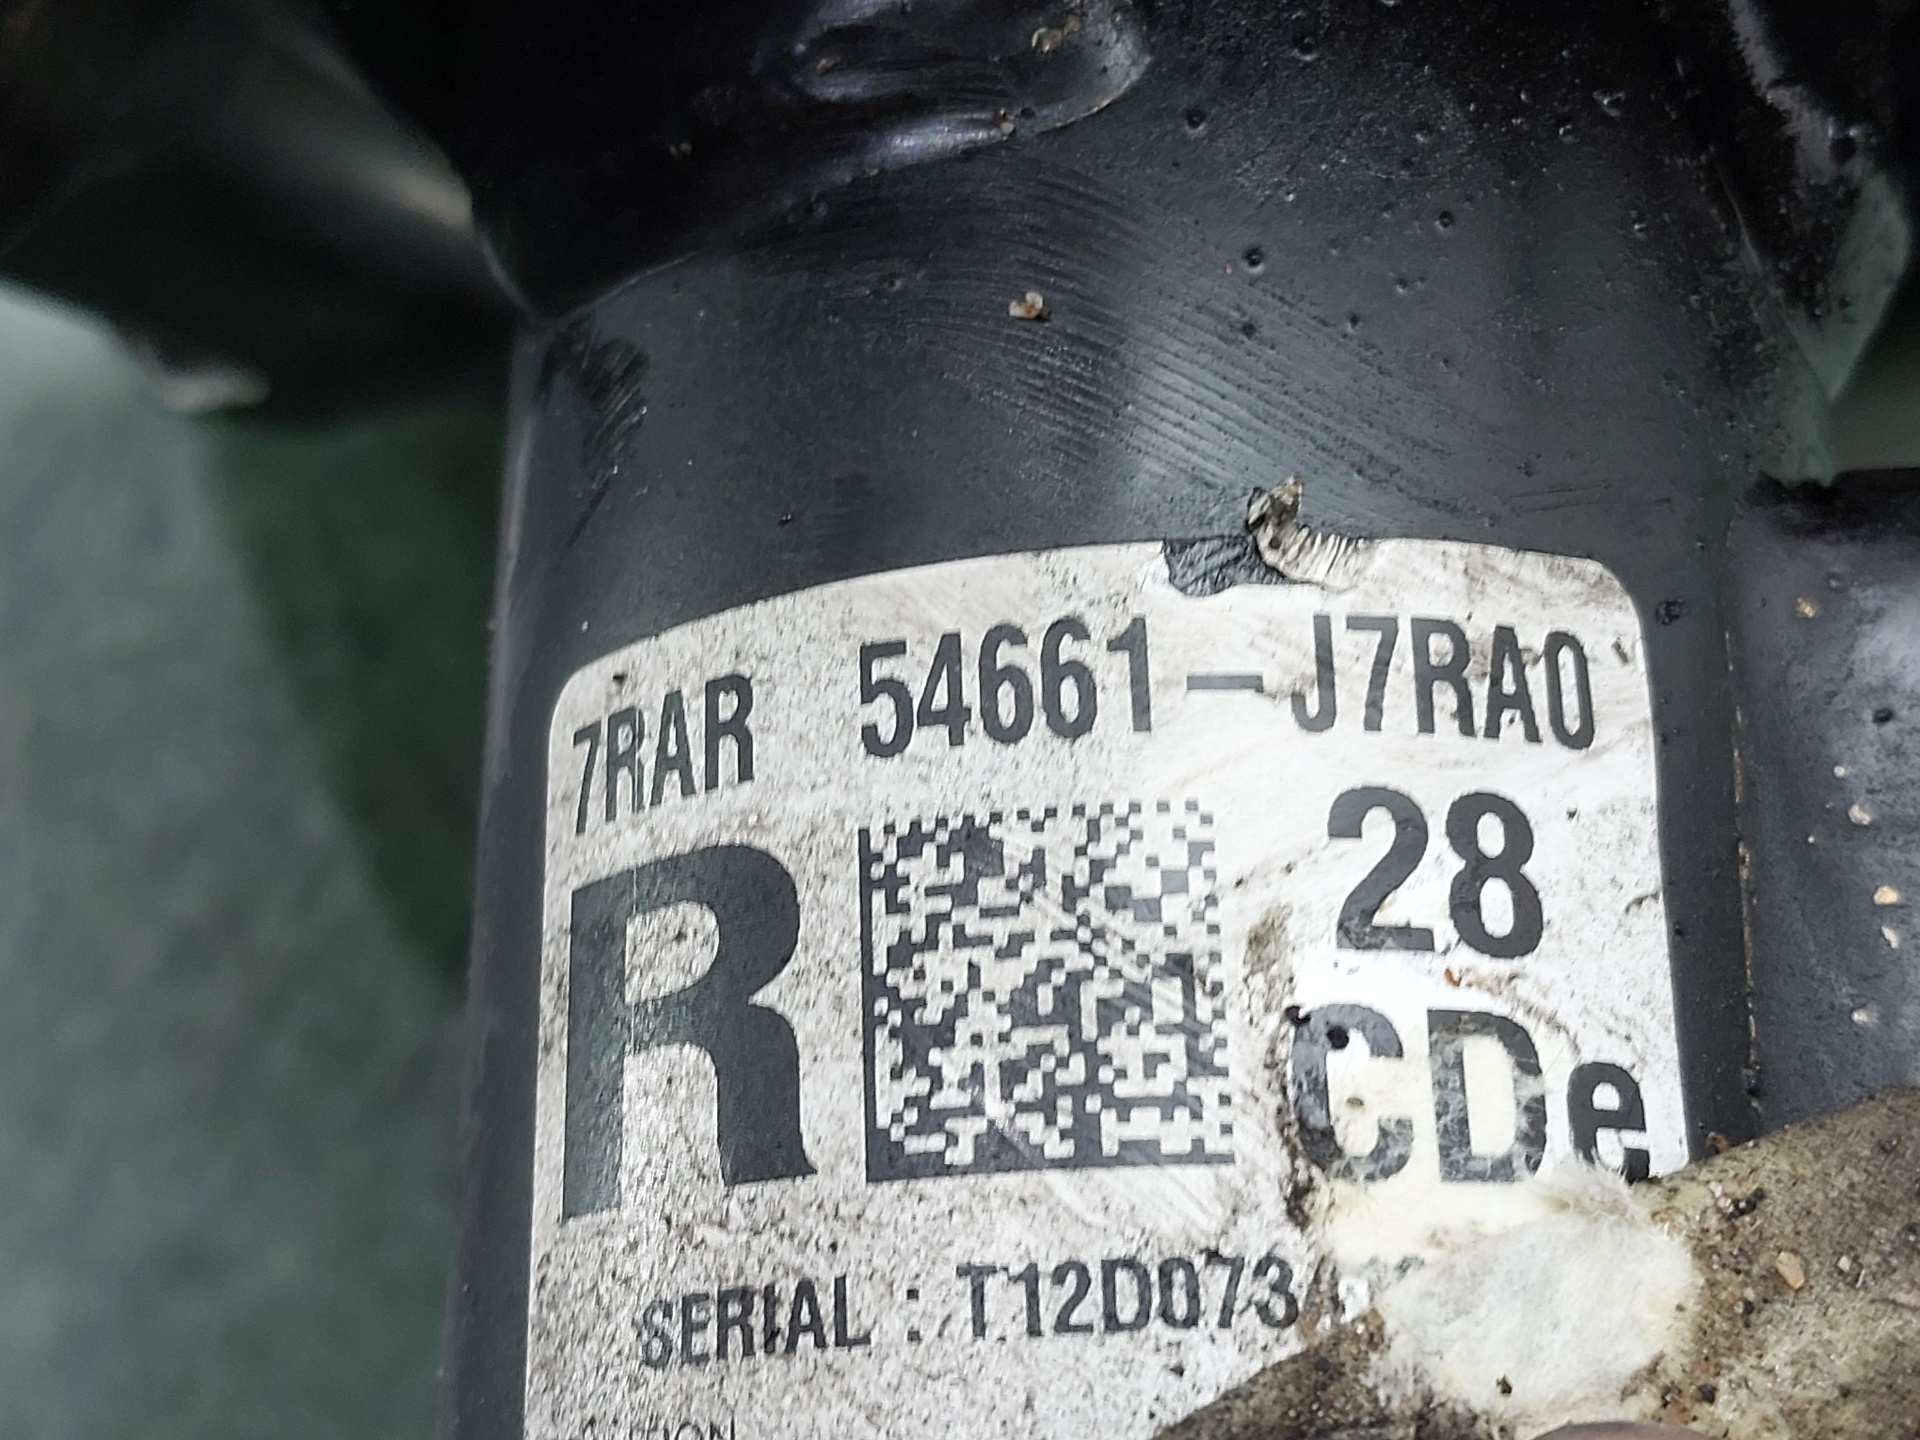 7RAR 54661-J7RA0
R 28
CDe
SERIAL : T12D073